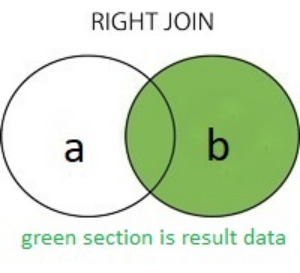 RIGHT JOIN
a b
green section is result data